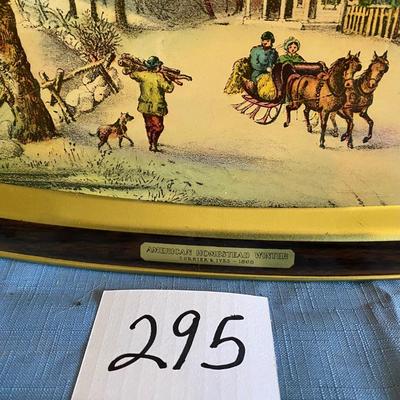 AMERICAN HOMESTEAD WINTER
CURRIER & IVES - 1868
295